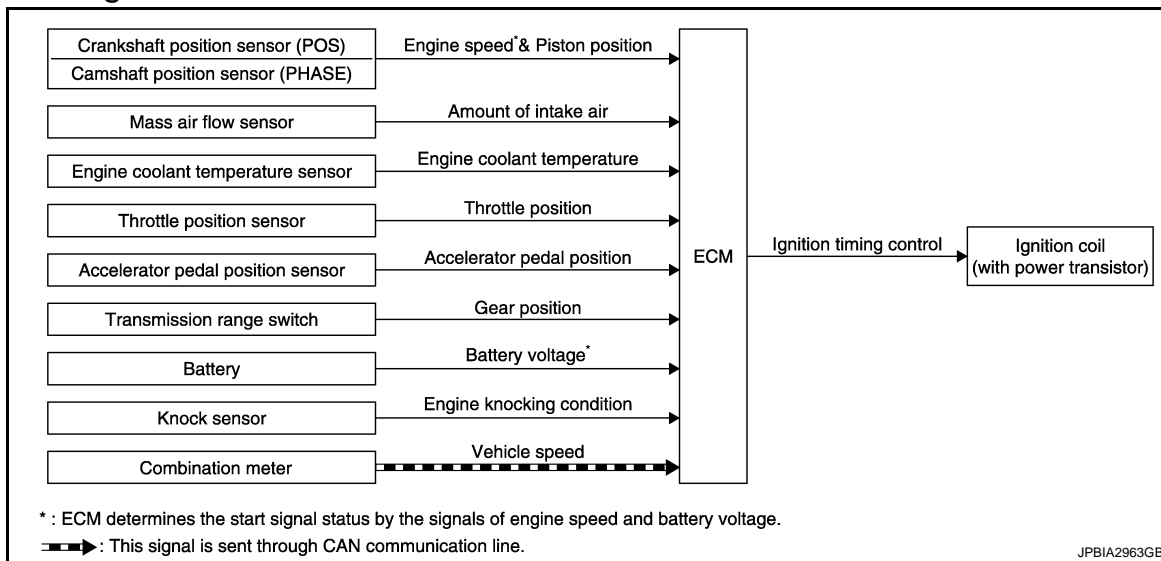 Crankshaft position sensor (POS)
Camshaft position sensor (PHASE)
Engine speed*& Piston position
Mass air flow sensor
Amount of intake air
Engine coolant temperature sensor
Engine coolant temperature
Throttle position sensor
Throttle position
Accelerator pedal position sensor
Accelerator pedal position
Transmission range switch
Gear position
Battery
Battery voltage*
Knock sensor
Engine knocking condition
Combination meter
Vehicle speed
ECM
Ignition timing control
Ignition coil
(with power transistor)
* : ECM determines the start signal status by the signals of engine speed and battery voltage.
: This signal is sent through CAN communication line.
JPBIA2963GB